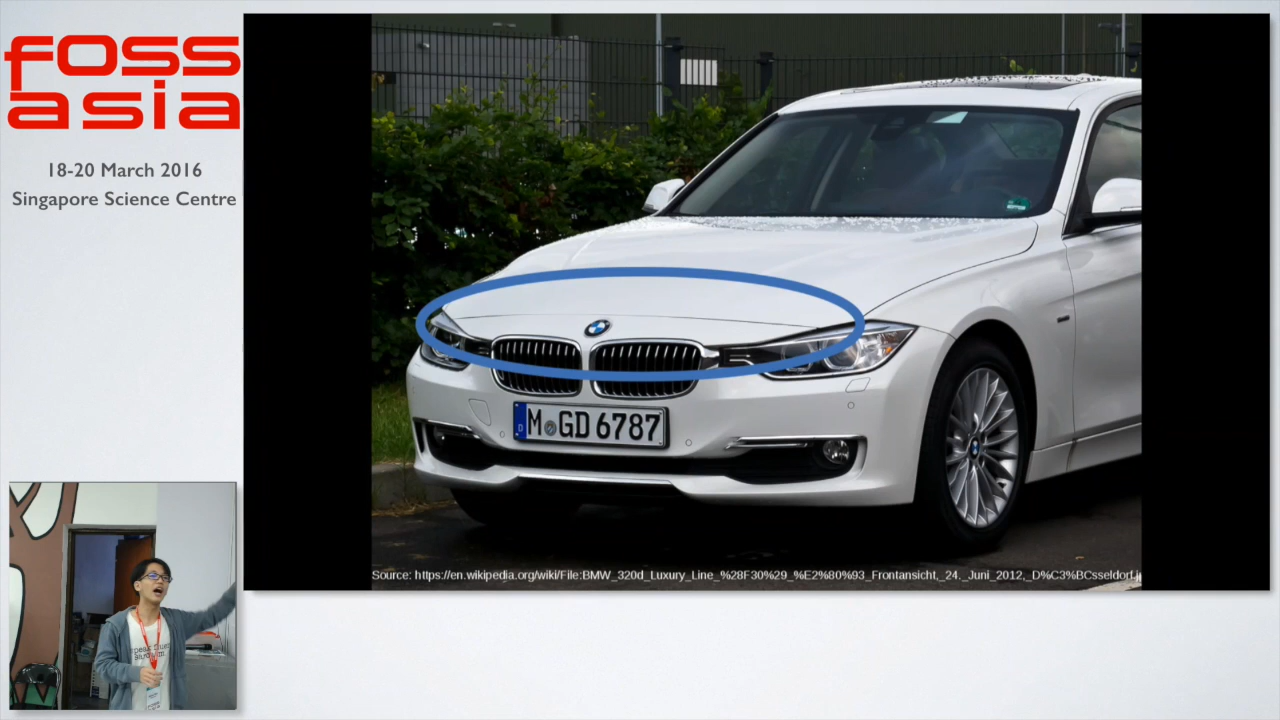 foss
asia
18-20 March 2016
Singapore Science Centre
M GD 6787
D
Source: https://en.wikipedia.org/wiki/File:BMW_320d_Luxury_Line_%28F30%29_%E2%80%93_Frontansicht,_24._Juni_2012,_D%C3%BCsseldorf.j